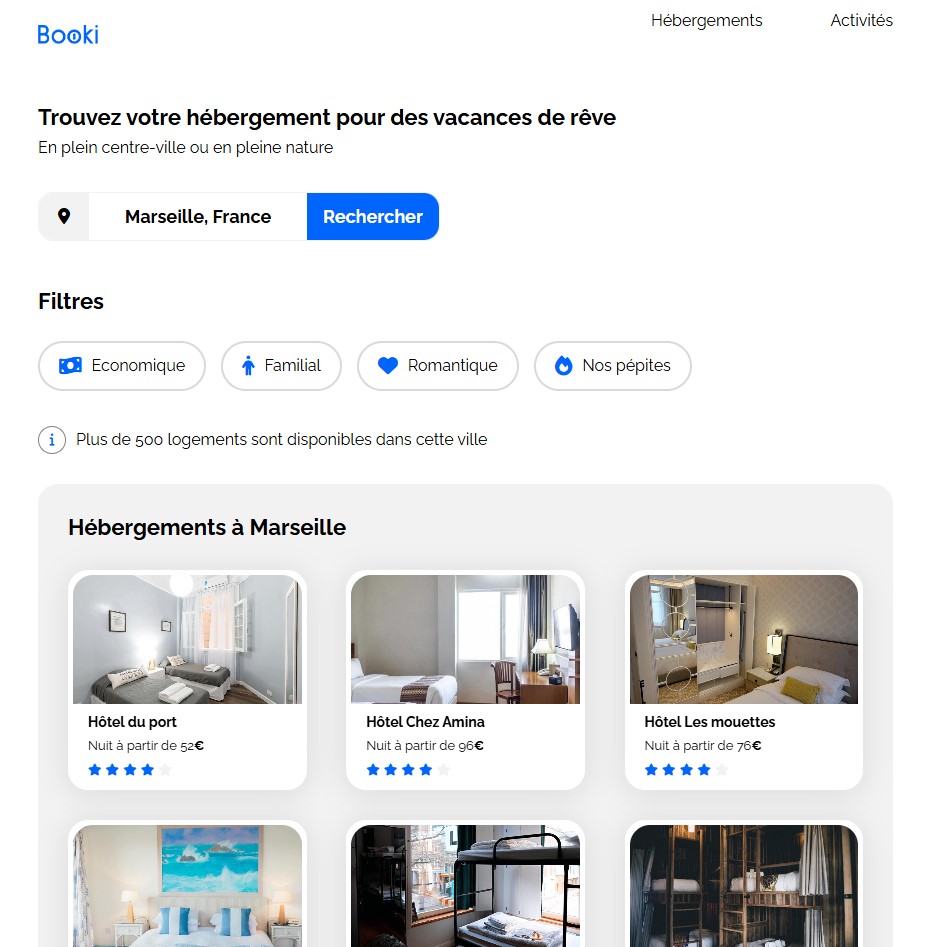 Booki
Hébergements
Activités
Trouvez votre hébergement pour des vacances de rêve
En plein centre-ville ou en pleine nature
Marseille, France
Rechercher
Filtres
Economique
Familial
Romantique
Nos pépites
i
Plus de 500 logements sont disponibles dans cette ville
Hébergements à Marseille
Hôtel du port
Nuit à partir de 52€
Hôtel Chez Amina
Nuit à partir de 96€
Hôtel Les mouettes
Nuit à partir de 76€